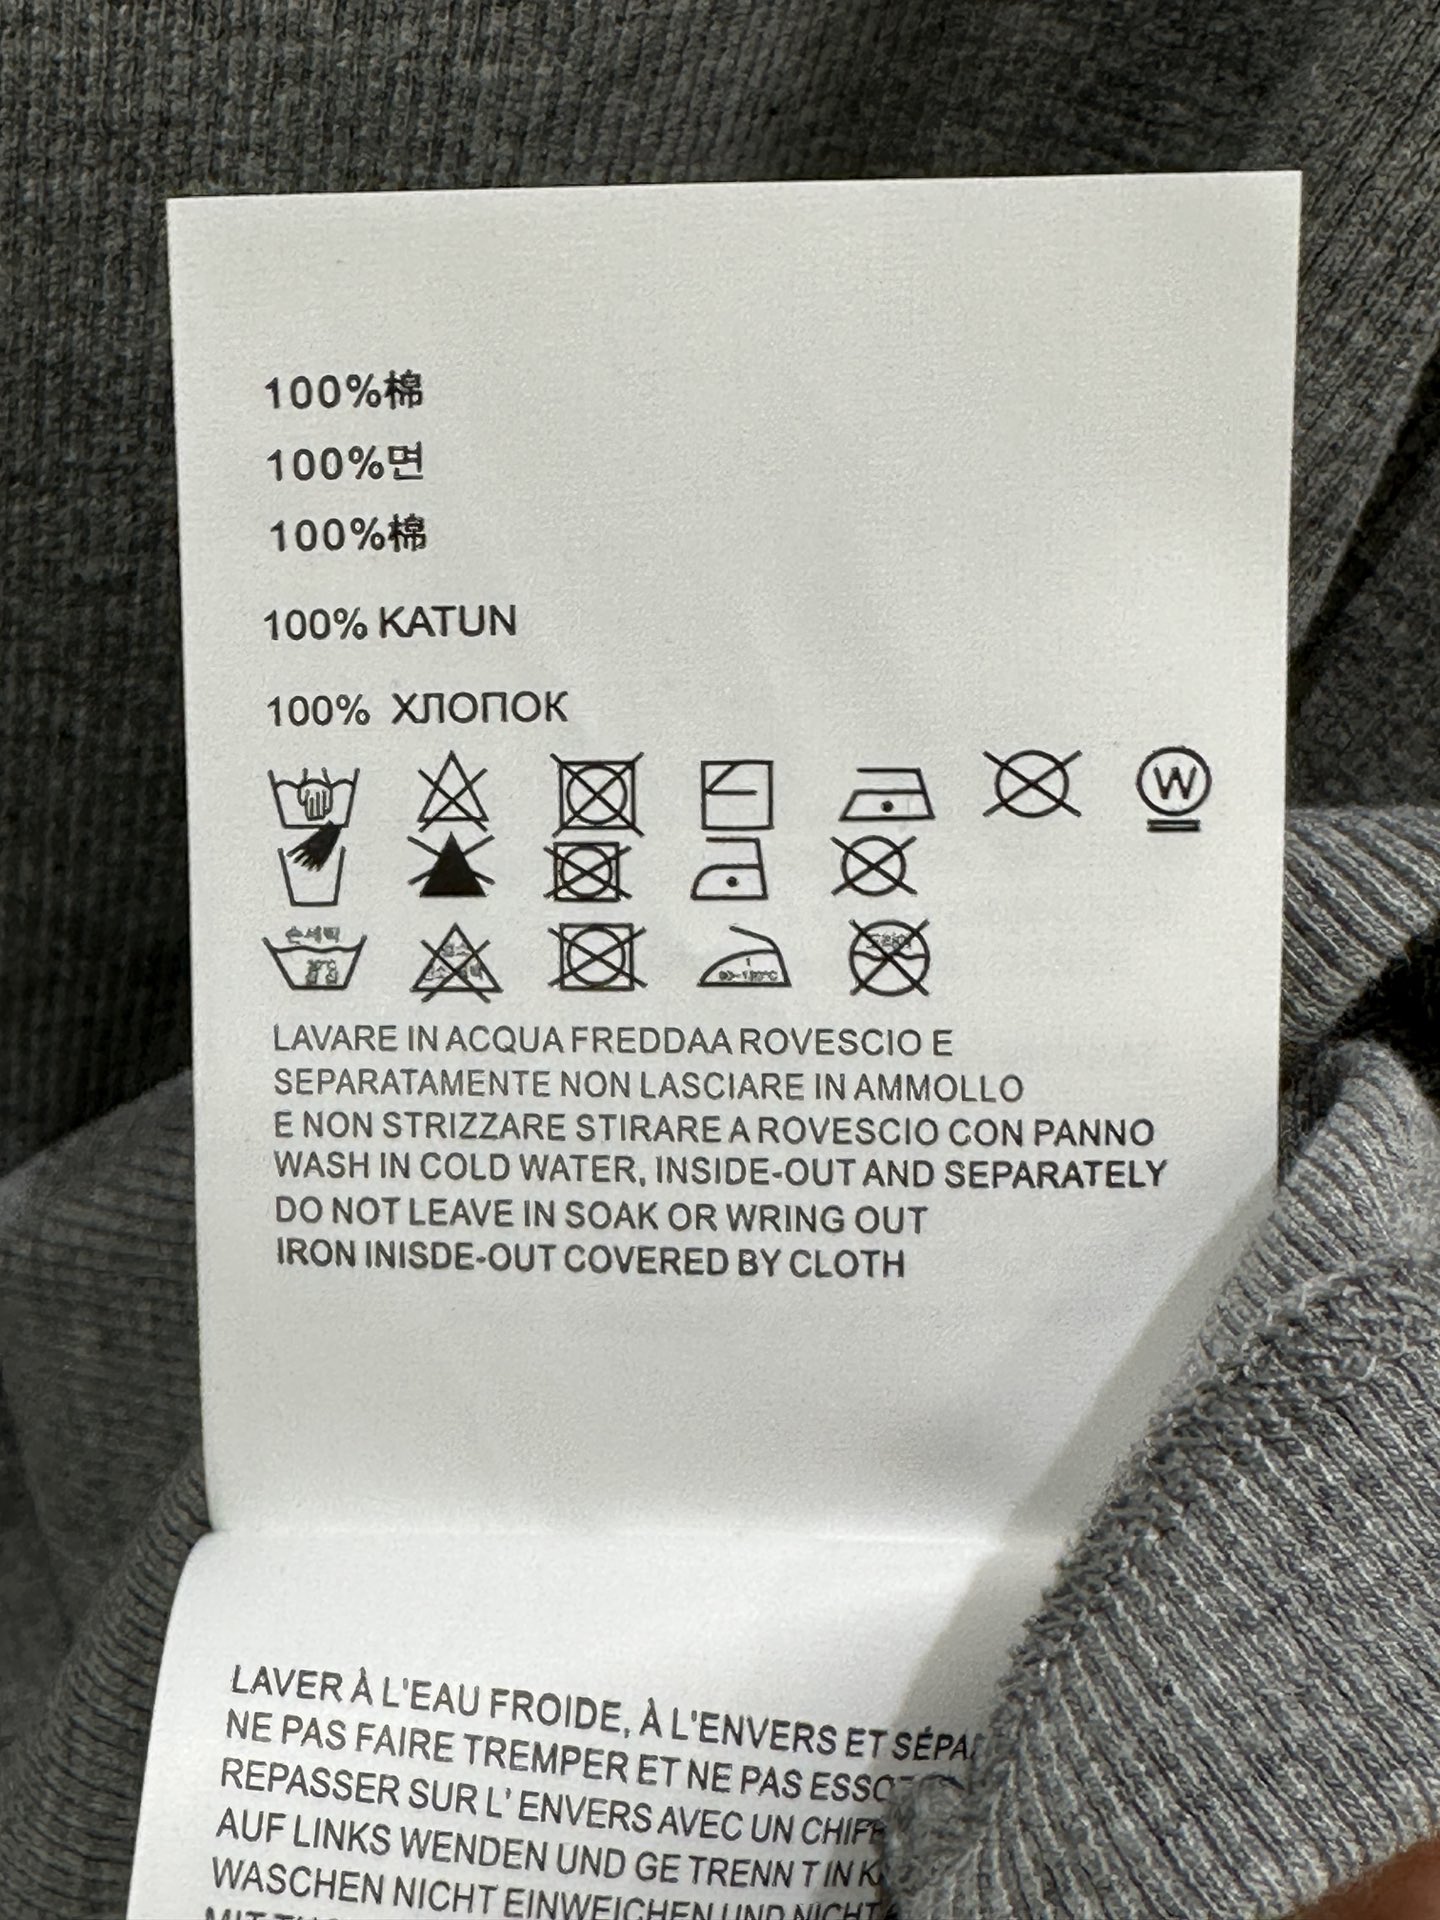 100%棉
100%면
100%棉
100% KATUN
100% ХЛОПОК
W
손세탁
LAVARE IN ACQUA FREDDAA ROVESCIO E
SEPARATAMENTE NON LASCIARE IN AMMOLLO
E NON STRIZZARE STIRARE A ROVESCIO CON PANNO
WASH IN COLD WATER, INSIDE-OUT AND SEPARATELY
DO NOT LEAVE IN SOAK OR WRING OUT
IRON INISDE-OUT COVERED BY CLOTH
LAVER À L'EAU FROIDE, À L'ENVERS ET
NE PAS FAIRE TREMPER ET NE PAS
REPASSER SUR L' ENVERS AVEC UN
AUF LINKS WENDEN UND GE TRENN T IN
WASCHEN NICHT EINWEICHEN UND NICHT